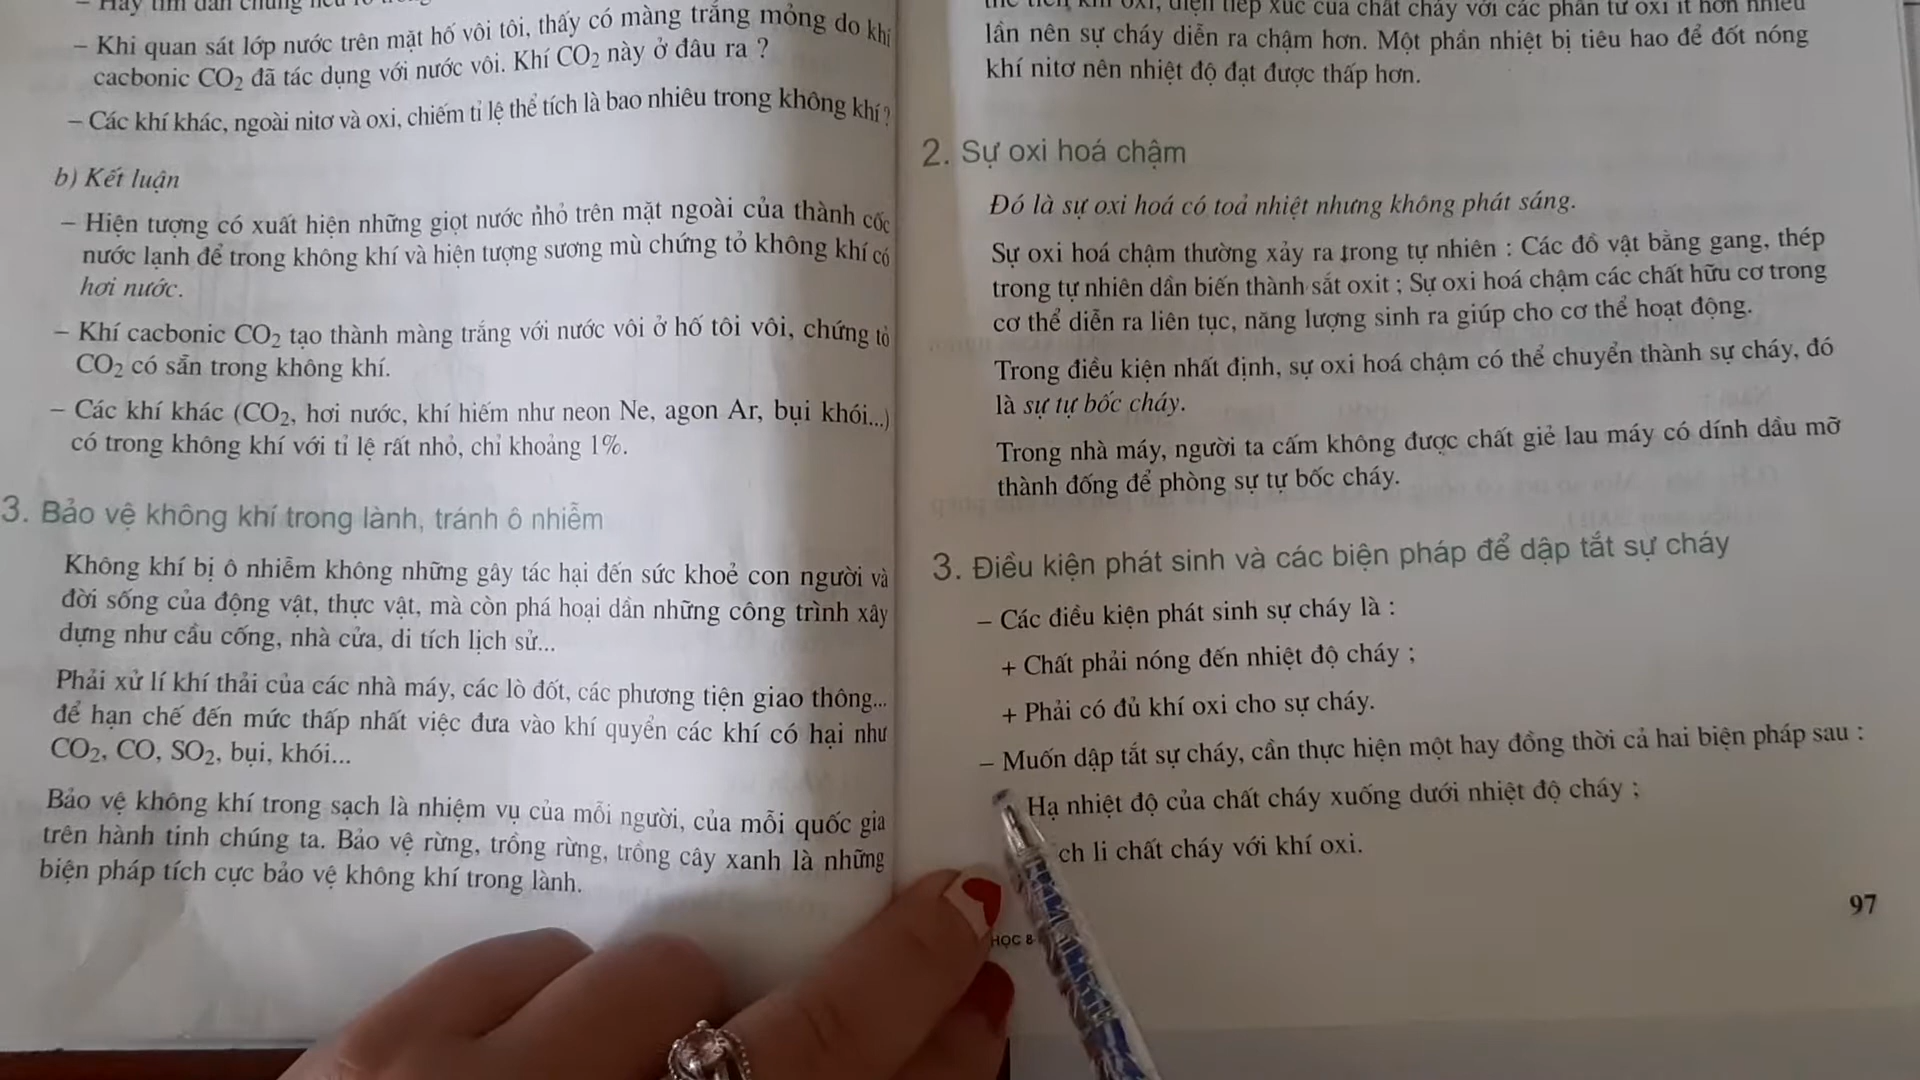 – Hãy tìm dẫn chứng
– Khi quan sát lớp nước trên mặt hố vôi tôi, thấy có màng trắng mỏng do khí
cacbonic CO₂ đã tác dụng với nước vôi. Khí CO₂ này ở đâu ra ?
– Các khí khác, ngoài nitơ và oxi, chiếm tỉ lệ thể tích là bao nhiêu trong không khí ?
b) Kết luận
– Hiện tượng có xuất hiện những giọt nước nhỏ trên mặt ngoài của thành cốc
nước lạnh để trong không khí và hiện tượng sương mù chứng tỏ không khí có
hơi nước.
– Khí cacbonic CO₂ tạo thành màng trắng với nước vôi ở hố tôi vôi, chứng tỏ
CO₂ có sẵn trong không khí.
– Các khí khác (CO₂, hơi nước, khí hiếm như neon Ne, agon Ar, bụi khói...)
có trong không khí với tỉ lệ rất nhỏ, chỉ khoảng 1%.
3. Bảo vệ không khí trong lành, tránh ô nhiễm
Không khí bị ô nhiễm không những gây tác hại đến sức khoẻ con người và
đời sống của động vật, thực vật, mà còn phá hoại dần những công trình xây
dựng như cầu cống, nhà cửa, di tích lịch sử...
Phải xử lí khí thải của các nhà máy, các lò đốt, các phương tiện giao thông...
để hạn chế đến mức thấp nhất việc đưa vào khí quyển các khí có hại như
CO₂, CO, SO₂, bụi, khói...
Bảo vệ không khí trong sạch là nhiệm vụ của mỗi người, của mỗi quốc gia
trên hành tinh chúng ta. Bảo vệ rừng, trồng rừng, trồng cây xanh là những
biện pháp tích cực bảo vệ không khí trong lành.
diện tiếp xúc của chất cháy với các phân tử oxi ít hơn nhiều
lần nên sự cháy diễn ra chậm hơn. Một phần nhiệt bị tiêu hao để đốt nóng
khí nitơ nên nhiệt độ đạt được thấp hơn.
2. Sự oxi hoá chậm
Đó là sự oxi hoá có toả nhiệt nhưng không phát sáng.
Sự oxi hoá chậm thường xảy ra trong tự nhiên : Các đồ vật bằng gang, thép
trong tự nhiên dần biến thành sắt oxit ; Sự oxi hoá chậm các chất hữu cơ trong
cơ thể diễn ra liên tục, năng lượng sinh ra giúp cho cơ thể hoạt động.
Trong điều kiện nhất định, sự oxi hoá chậm có thể chuyển thành sự cháy, đó
là sự tự bốc cháy.
Trong nhà máy, người ta cấm không được chất giẻ lau máy có dính dầu mỡ
thành đống để phòng sự tự bốc cháy.
3. Điều kiện phát sinh và các biện pháp để dập tắt sự cháy
– Các điều kiện phát sinh sự cháy là :
+ Chất phải nóng đến nhiệt độ cháy ;
+ Phải có đủ khí oxi cho sự cháy.
– Muốn dập tắt sự cháy, cần thực hiện một hay đồng thời cả hai biện pháp sau :
Hạ nhiệt độ của chất cháy xuống dưới nhiệt độ cháy ;
ch li chất cháy với khí oxi.
97
HỌC 8